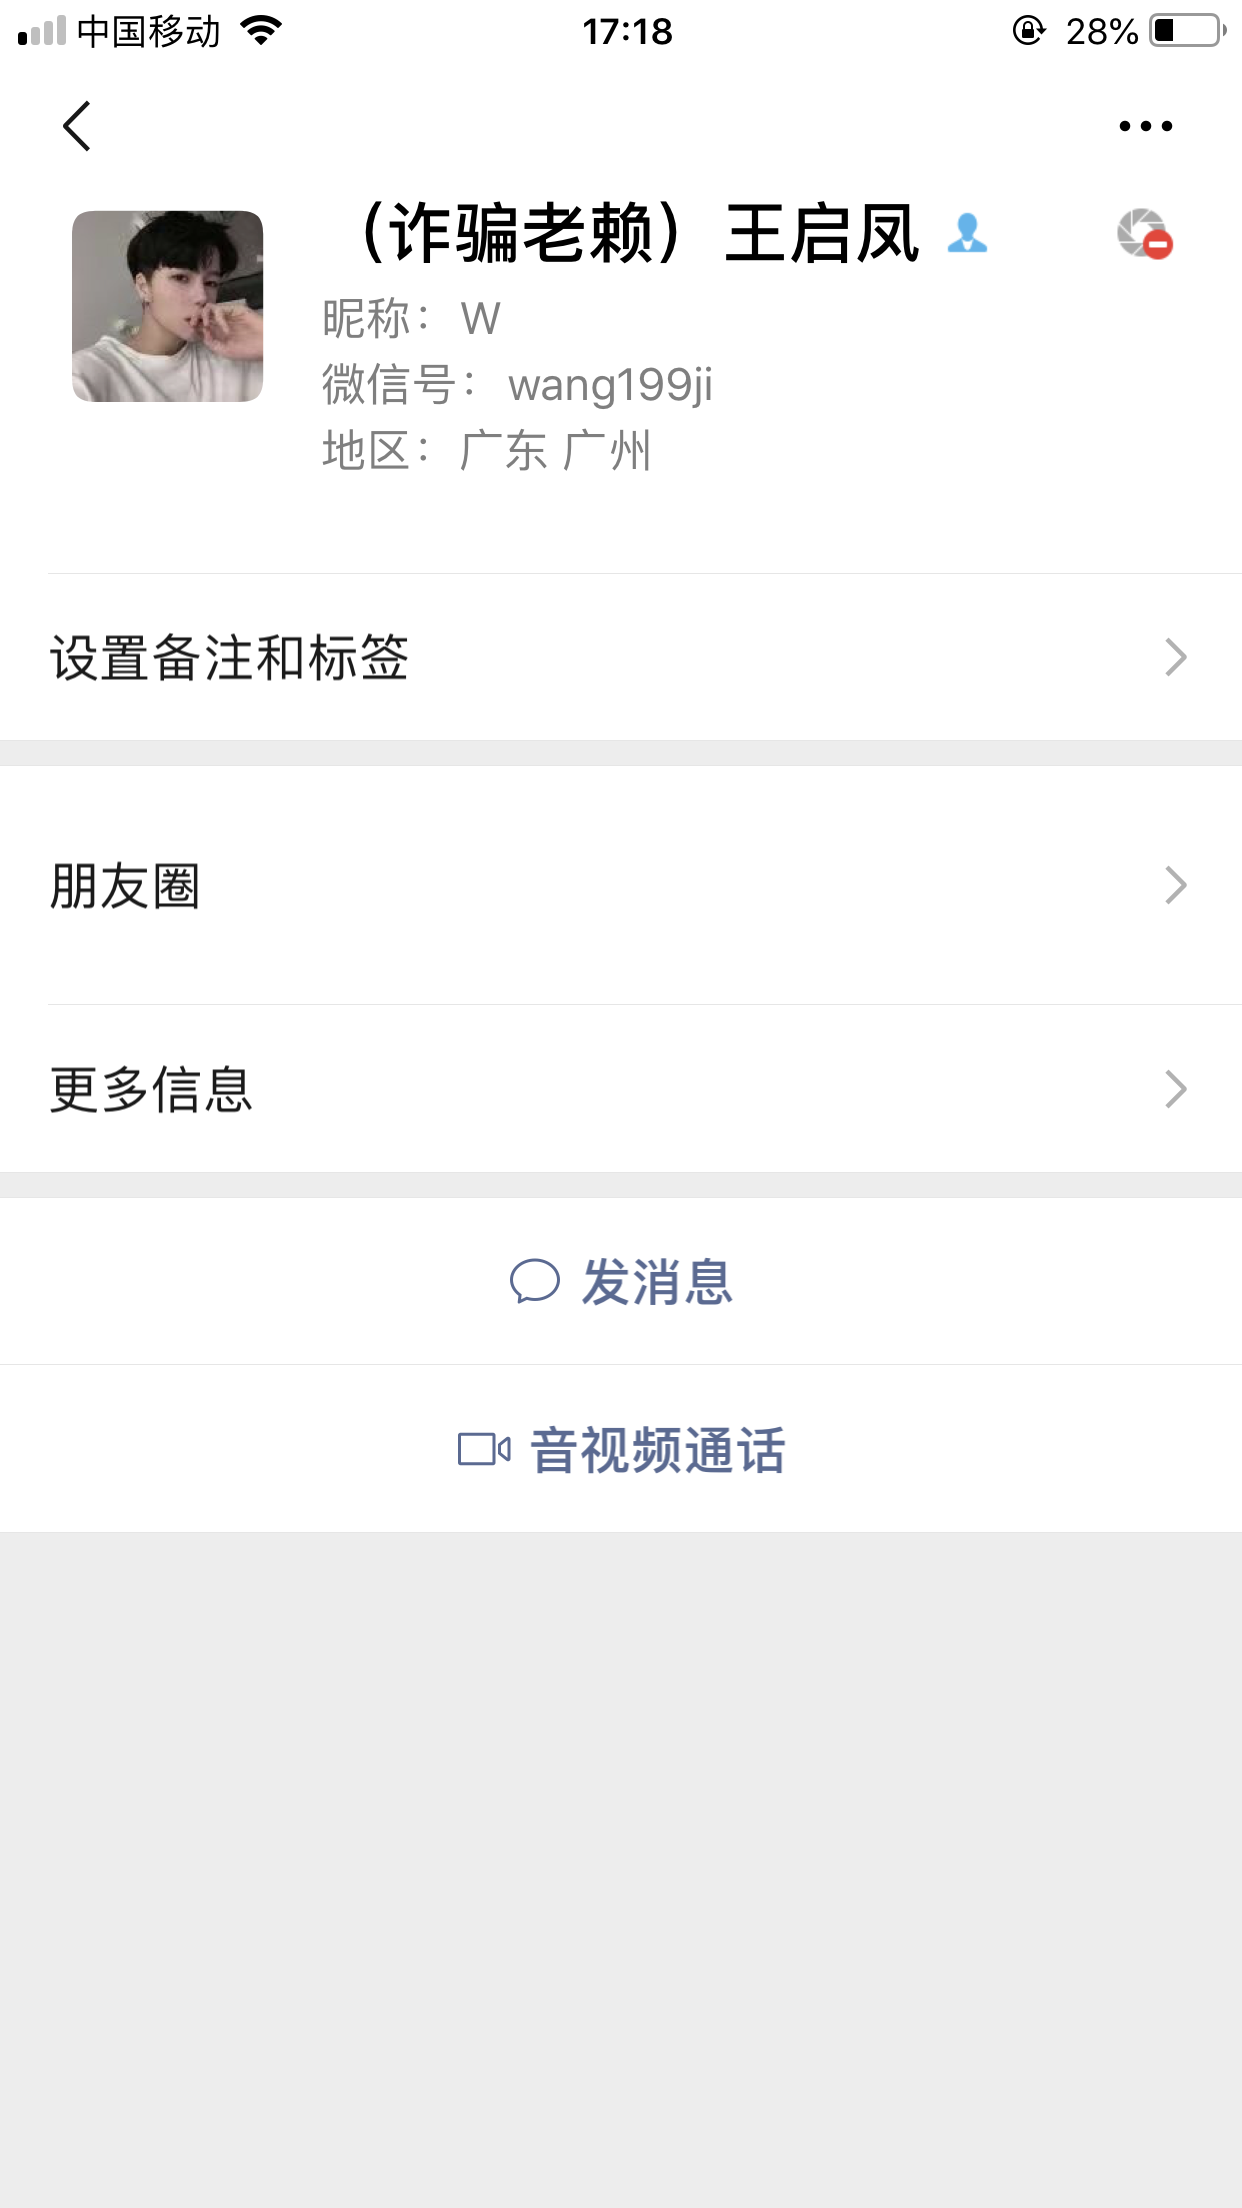 中国移动 17:18 28%
（诈骗老赖）王启凤
昵称：W
微信号：wang199ji
地区：广东 广州
设置备注和标签
朋友圈
更多信息
发消息
音视频通话